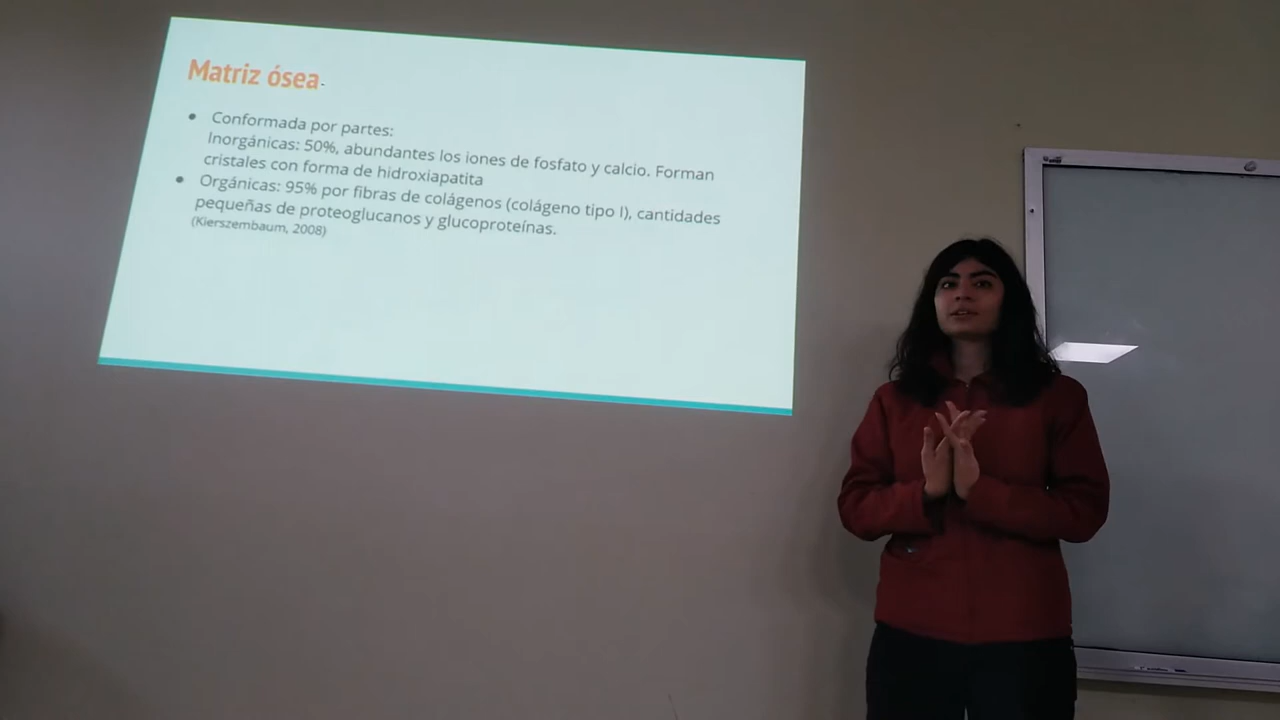 Matriz ósea-
● Conformada por partes:
Inorgánicas: 50%, abundantes los iones de fosfato y calcio. Forman
cristales con forma de hidroxiapatita
● Orgánicas: 95% por fibras de colágenos (colágeno tipo I), cantidades
pequeñas de proteoglucanos y glucoproteínas.
(Kierszembaum, 2008)